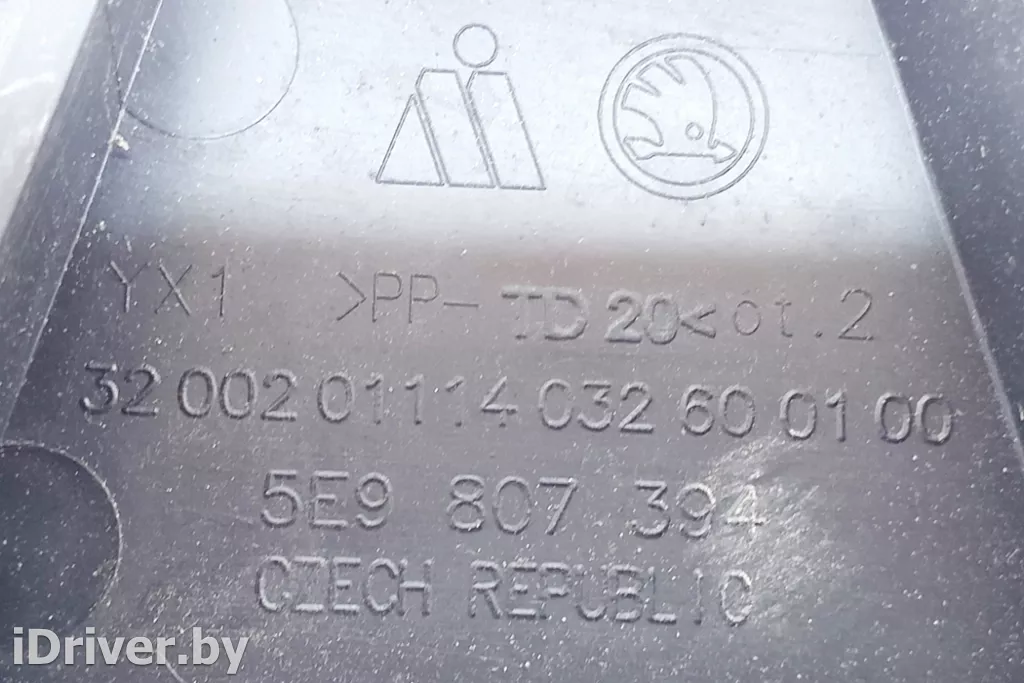 YX1 >PP-TD 20< ot.2
32 002 01114 032 60 01 00
5E9 807 394
CZECH REPUBLIC
iDriver.by